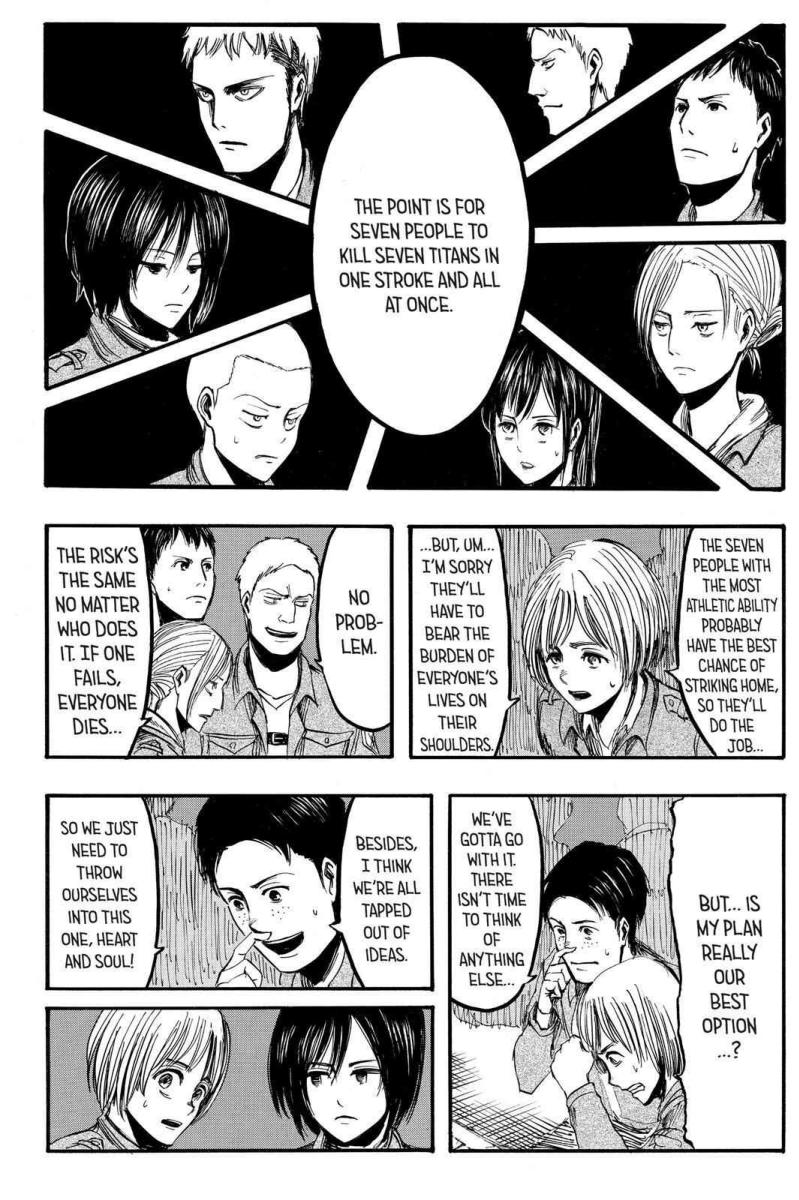 THE POINT IS FOR
SEVEN PEOPLE TO
KILL SEVEN TITANS IN
ONE STROKE AND ALL
AT ONCE.
THE SEVEN
PEOPLE WITH
THE MOST
ATHLETIC ABILITY
PROBABLY
HAVE THE BEST
CHANCE OF
STRIKING HOME,
SO THEY'LL
DO THE
JOB...
...BUT, UM...
I'M SORRY
THEY'LL
HAVE TO
BEAR THE
BURDEN OF
EVERYONE'S
LIVES ON
THEIR
SHOULDERS.
NO
PROB-
LEM.
THE RISK'S
THE SAME
NO MATTER
WHO DOES
IT. IF ONE
FAILS,
EVERYONE
DIES...
BUT... IS
MY PLAN
REALLY
OUR
BEST
OPTION
...?
WE'VE
GOTTA GO
WITH IT.
THERE
ISN'T TIME
TO THINK
OF
ANYTHING
ELSE...
BESIDES,
I THINK
WE'RE ALL
TAPPED
OUT OF
IDEAS.
SO WE JUST
NEED TO
THROW
OURSELVES
INTO THIS
ONE, HEART
AND SOUL!